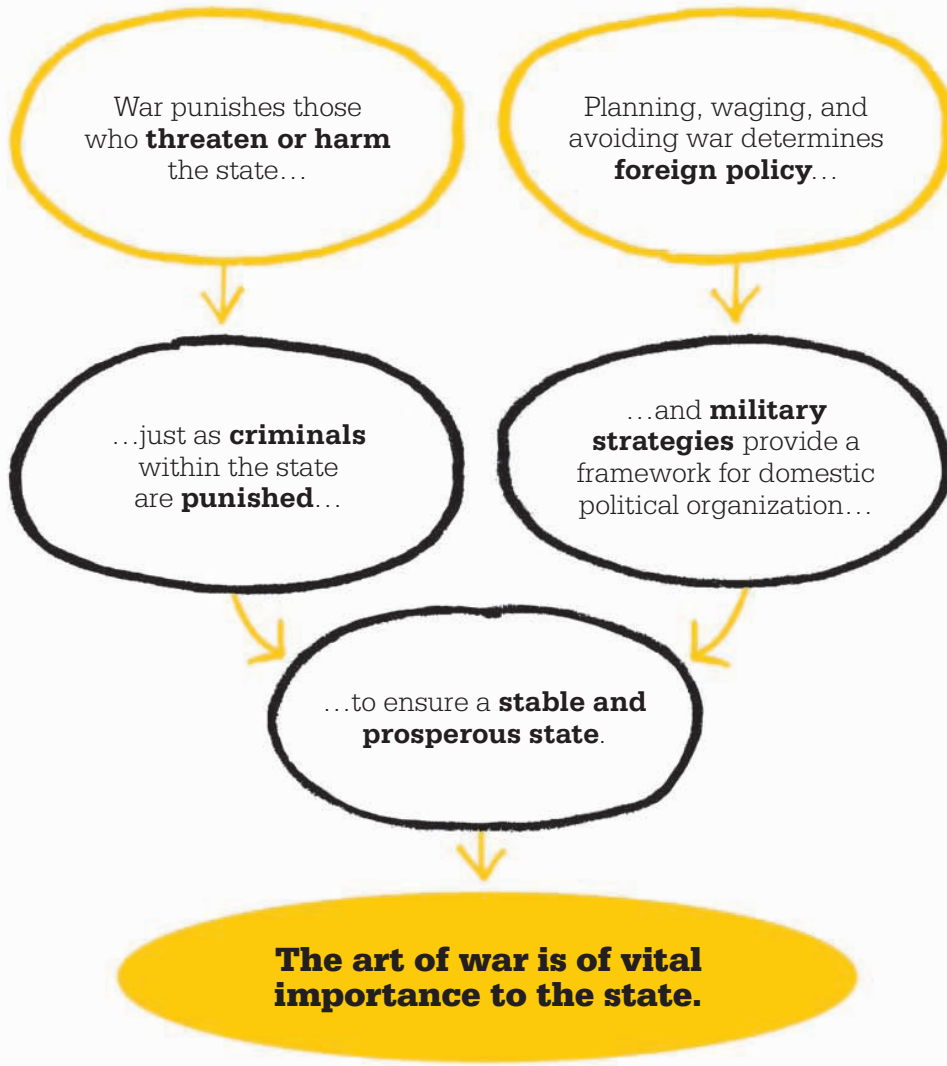 War punishes those
who threaten or harm
the state…
Planning, waging, and
avoiding war determines
foreign policy…
…just as criminals
within the state
are punished…
…and military
strategies provide a
framework for domestic
political organization…
…to ensure a stable and
prosperous state.
The art of war is of vital
importance to the state.